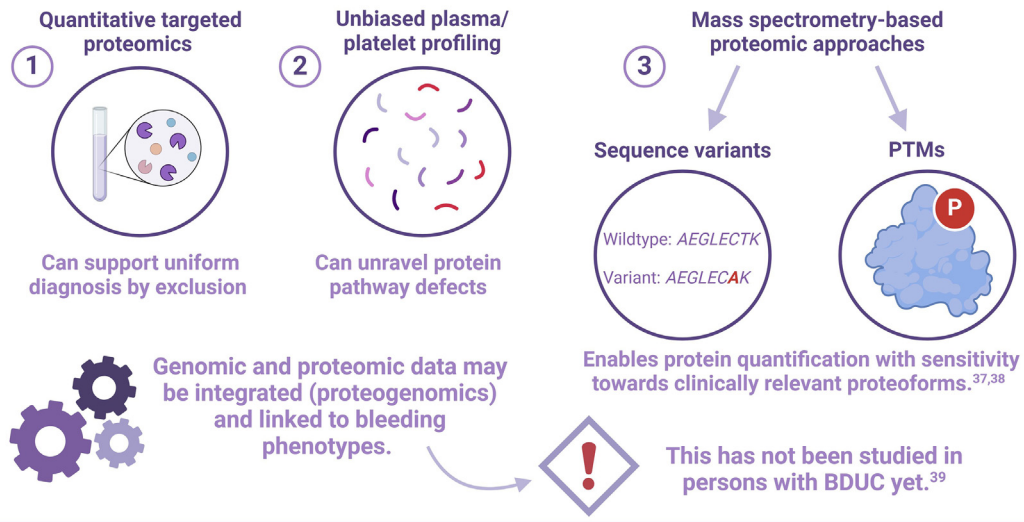 Quantitative targeted
proteomics
1
Can support uniform
diagnosis by exclusion
Unbiased plasma/
platelet profiling
2
Can unravel protein
pathway defects
Mass spectrometry-based
proteomic approaches
3
Sequence variants
Wildtype: AEGLECTK
Variant: AEGLECAK
PTMs
P
Enables protein quantification with sensitivity
towards clinically relevant proteoforms.37,38
Genomic and proteomic data may
be integrated (proteogenomics)
and linked to bleeding
phenotypes.
!
This has not been studied in
persons with BDUC yet.39